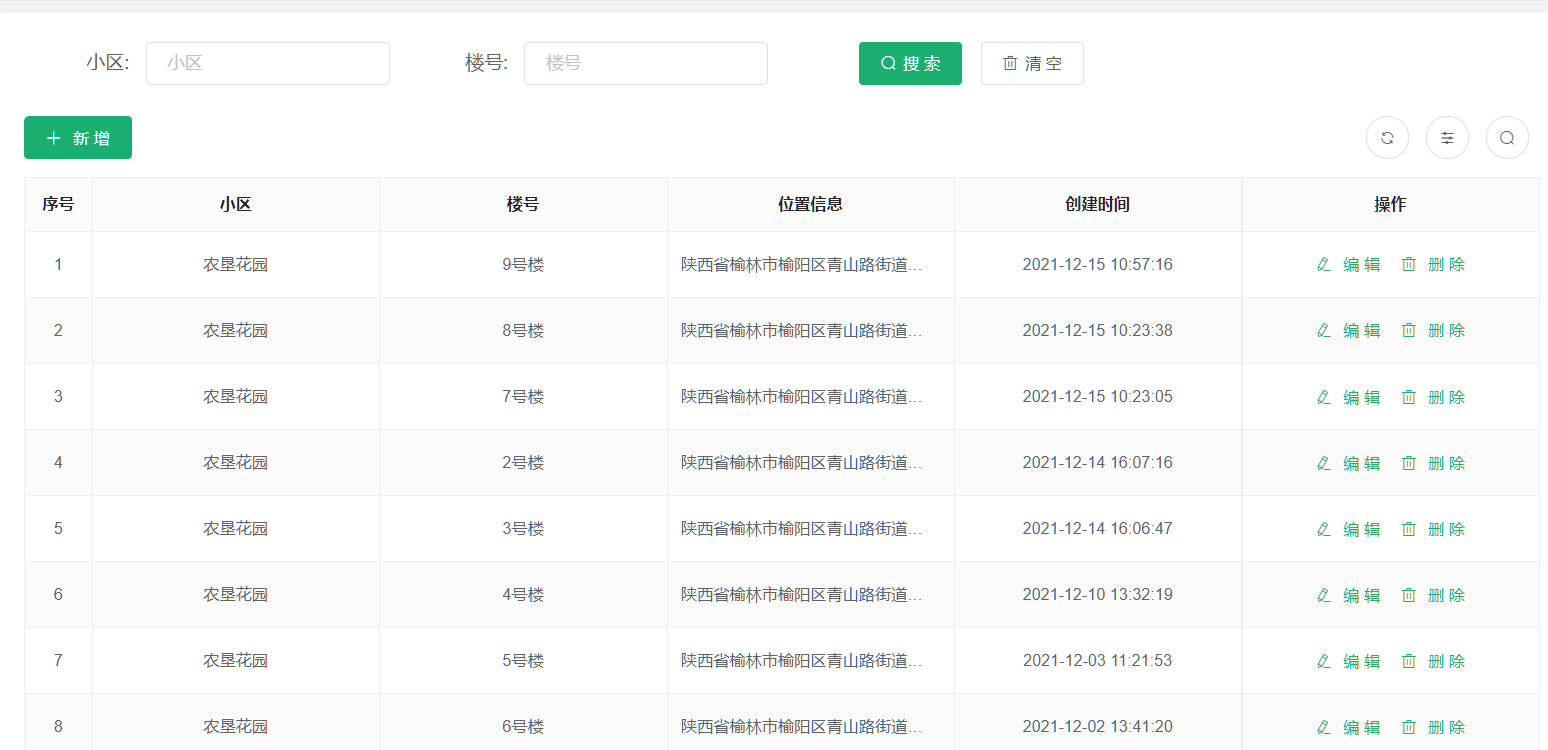 小区: 小区 楼号: 楼号 搜 索 清 空
新 增
序号 小区 楼号 位置信息 创建时间 操作
1 农垦花园 9号楼 陕西省榆林市榆阳区青山路街道... 2021-12-15 10:57:16 编 辑 删 除
2 农垦花园 8号楼 陕西省榆林市榆阳区青山路街道... 2021-12-15 10:23:38 编 辑 删 除
3 农垦花园 7号楼 陕西省榆林市榆阳区青山路街道... 2021-12-15 10:23:05 编 辑 删 除
4 农垦花园 2号楼 陕西省榆林市榆阳区青山路街道... 2021-12-14 16:07:16 编 辑 删 除
5 农垦花园 3号楼 陕西省榆林市榆阳区青山路街道... 2021-12-14 16:06:47 编 辑 删 除
6 农垦花园 4号楼 陕西省榆林市榆阳区青山路街道... 2021-12-10 13:32:19 编 辑 删 除
7 农垦花园 5号楼 陕西省榆林市榆阳区青山路街道... 2021-12-03 11:21:53 编 辑 删 除
8 农垦花园 6号楼 陕西省榆林市榆阳区青山路街道... 2021-12-02 13:41:20 编 辑 删 除